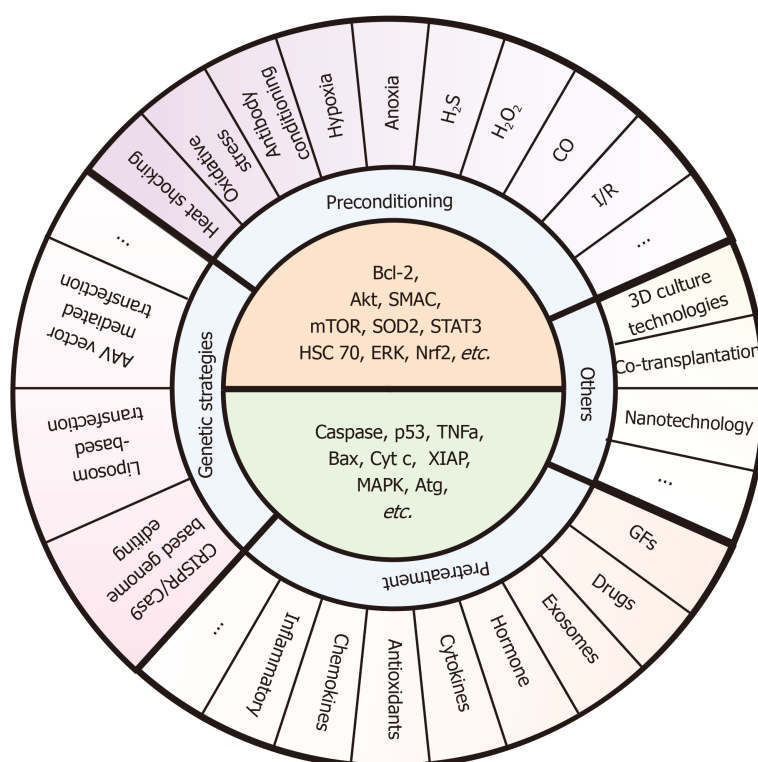 Heat shocking
Oxidative
stress
Antibody
conditioning
Hypoxia
Anoxia
H₂S
H₂O₂
CO
I/R
...
Preconditioning
3D culture
technologies
Co-transplantation
Nanotechnology
...
Others
GFs
Drugs
Exosomes
Hormone
Cytokines
Antioxidants
Chemokines
Inflammatory
...
Pretreatment
CRISPR/Cas9
based genome
editing
Liposom
-based
transfection
AAV vector
mediated
transfection
...
Genetic strategies
Bcl-2,
Akt, SMAC,
mTOR, SOD2, STAT3
HSC 70, ERK, Nrf2, etc.
Caspase, p53, TNFa,
Bax, Cyt c, XIAP,
MAPK, Atg,
etc.